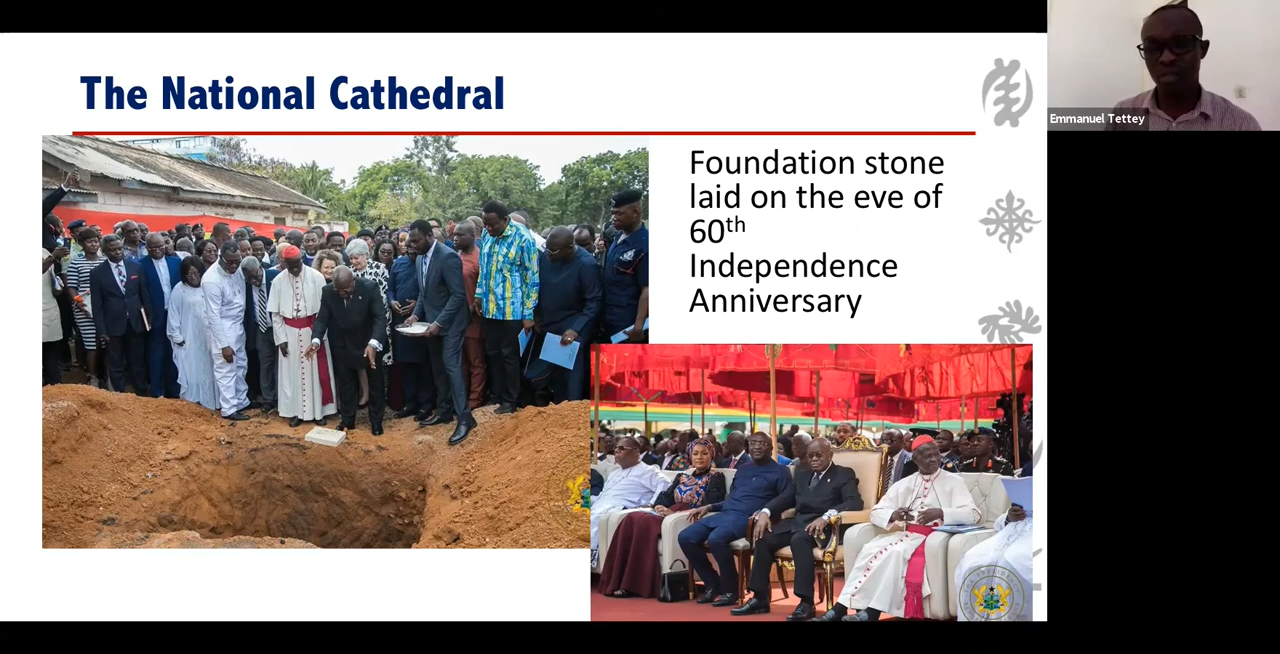 The National Cathedral
Foundation stone
laid on the eve of
60th
Independence
Anniversary
Emmanuel Tettey